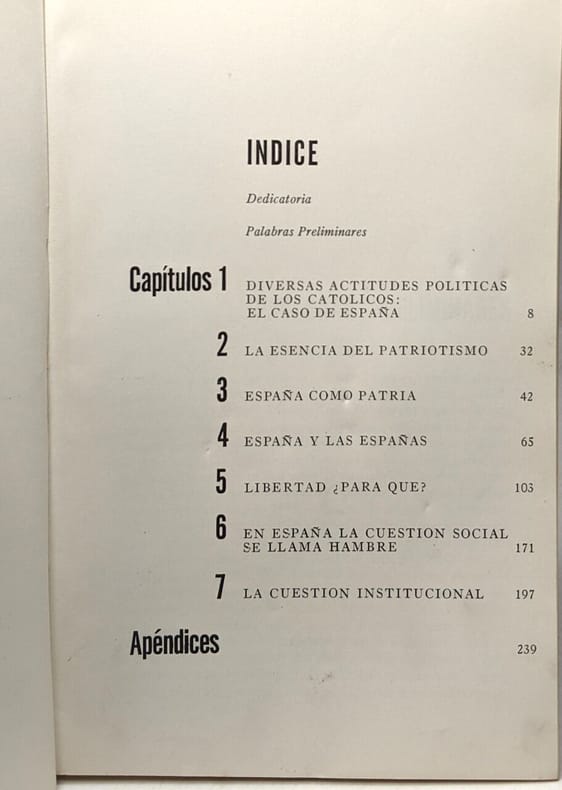 INDICE
Dedicatoria
Palabras Preliminares
Capítulos 1 DIVERSAS ACTITUDES POLITICAS
DE LOS CATOLICOS:
EL CASO DE ESPAÑA 8
2 LA ESENCIA DEL PATRIOTISMO 32
3 ESPAÑA COMO PATRIA 42
4 ESPAÑA Y LAS ESPAÑAS 65
5 LIBERTAD ¿PARA QUE? 103
6 EN ESPAÑA LA CUESTION SOCIAL
SE LLAMA HAMBRE 171
7 LA CUESTION INSTITUCIONAL 197
Apéndices 239